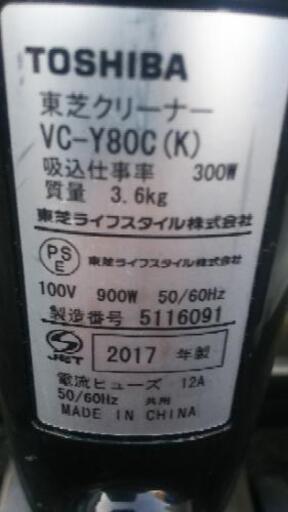 TOSHIBA
東芝クリーナー
VC-Y80C(K)
吸込仕事率 300W
質量 3.6kg
東芝ライフスタイル株式会社
PSE 東芝ライフスタイル株式会社
100V 900W 50/60Hz
製造番号 5116091
JET 2017 年製
電流ヒューズ 12A
50/60Hz 共用
MADE IN CHINA